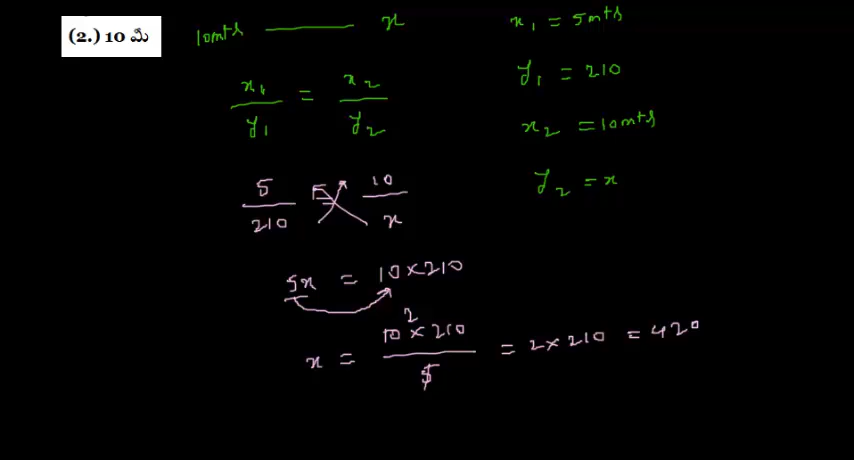 (2.) 10 మీ
10mts —— x
x₁ = 5mts
x₁/y₁ = x₂/y₂
y₁ = 210
x₂ = 10mts
y₂ = x
5/210 = 10/x
5x = 10×210
x = 10×210/5 = 2×210 = 420
2